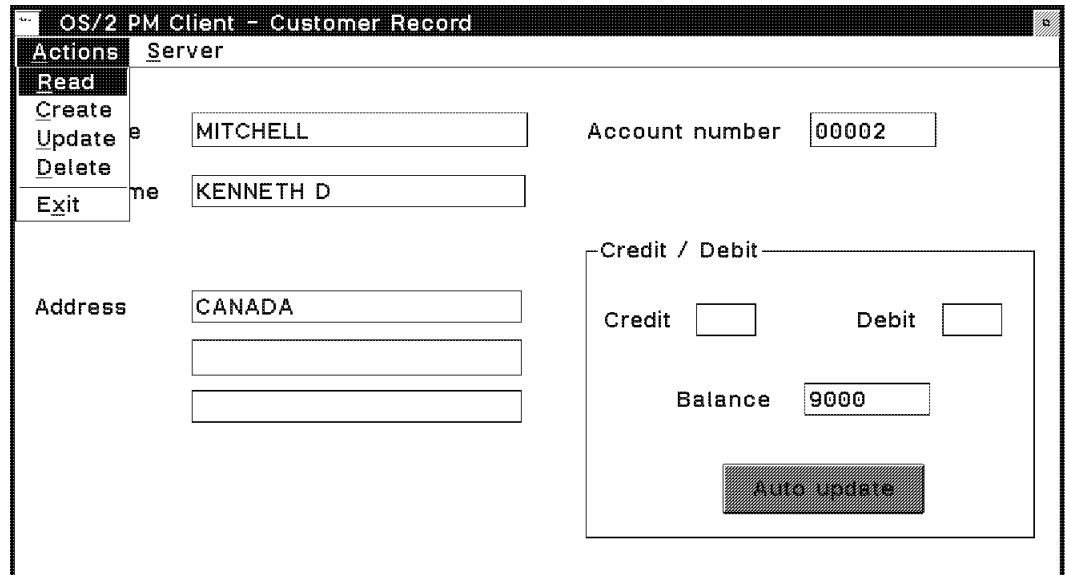 OS/2 PM Client - Customer Record
Actions Server
Read
Create
Update
Delete
Exit
e MITCHELL Account number 00002
me KENNETH D
Credit / Debit
Address CANADA
Credit Debit
Balance 9000
Auto update